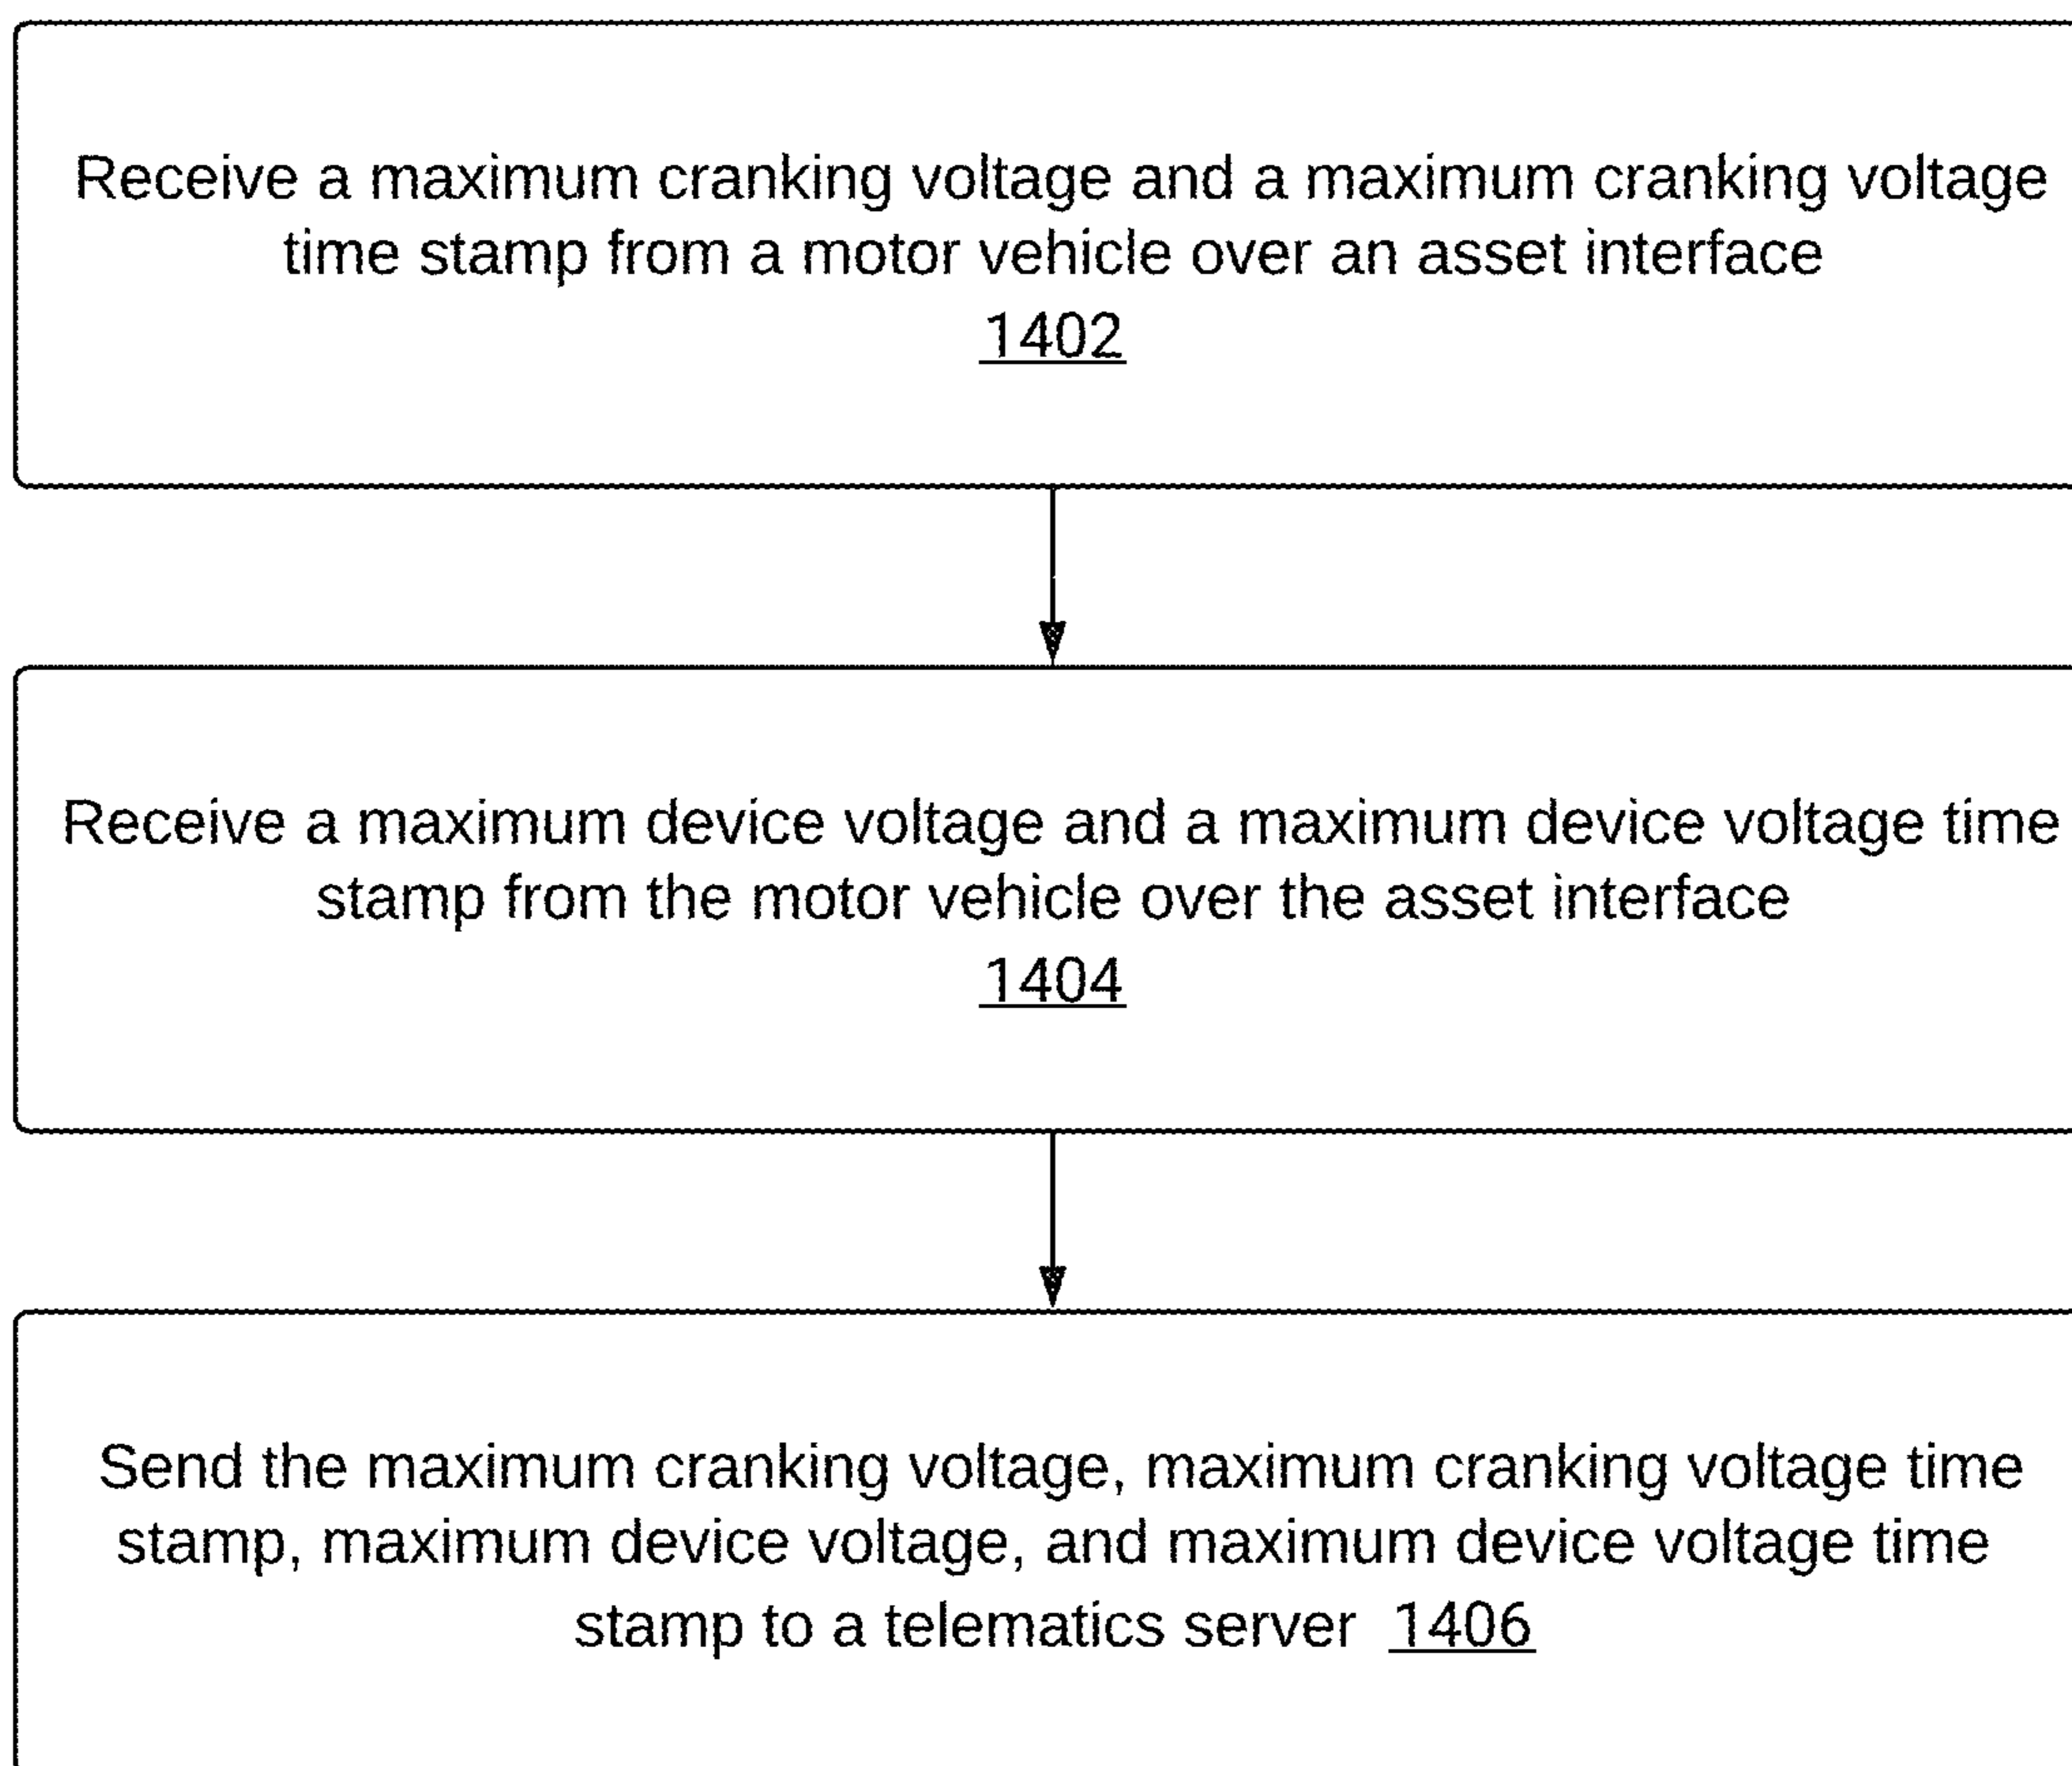 Receive a maximum cranking voltage and a maximum cranking voltage
time stamp from a motor vehicle over an asset interface
1402
Receive a maximum device voltage and a maximum device voltage time
stamp from the motor vehicle over the asset interface
1404
Send the maximum cranking voltage, maximum cranking voltage time
stamp, maximum device voltage, and maximum device voltage time
stamp to a telematics server 1406